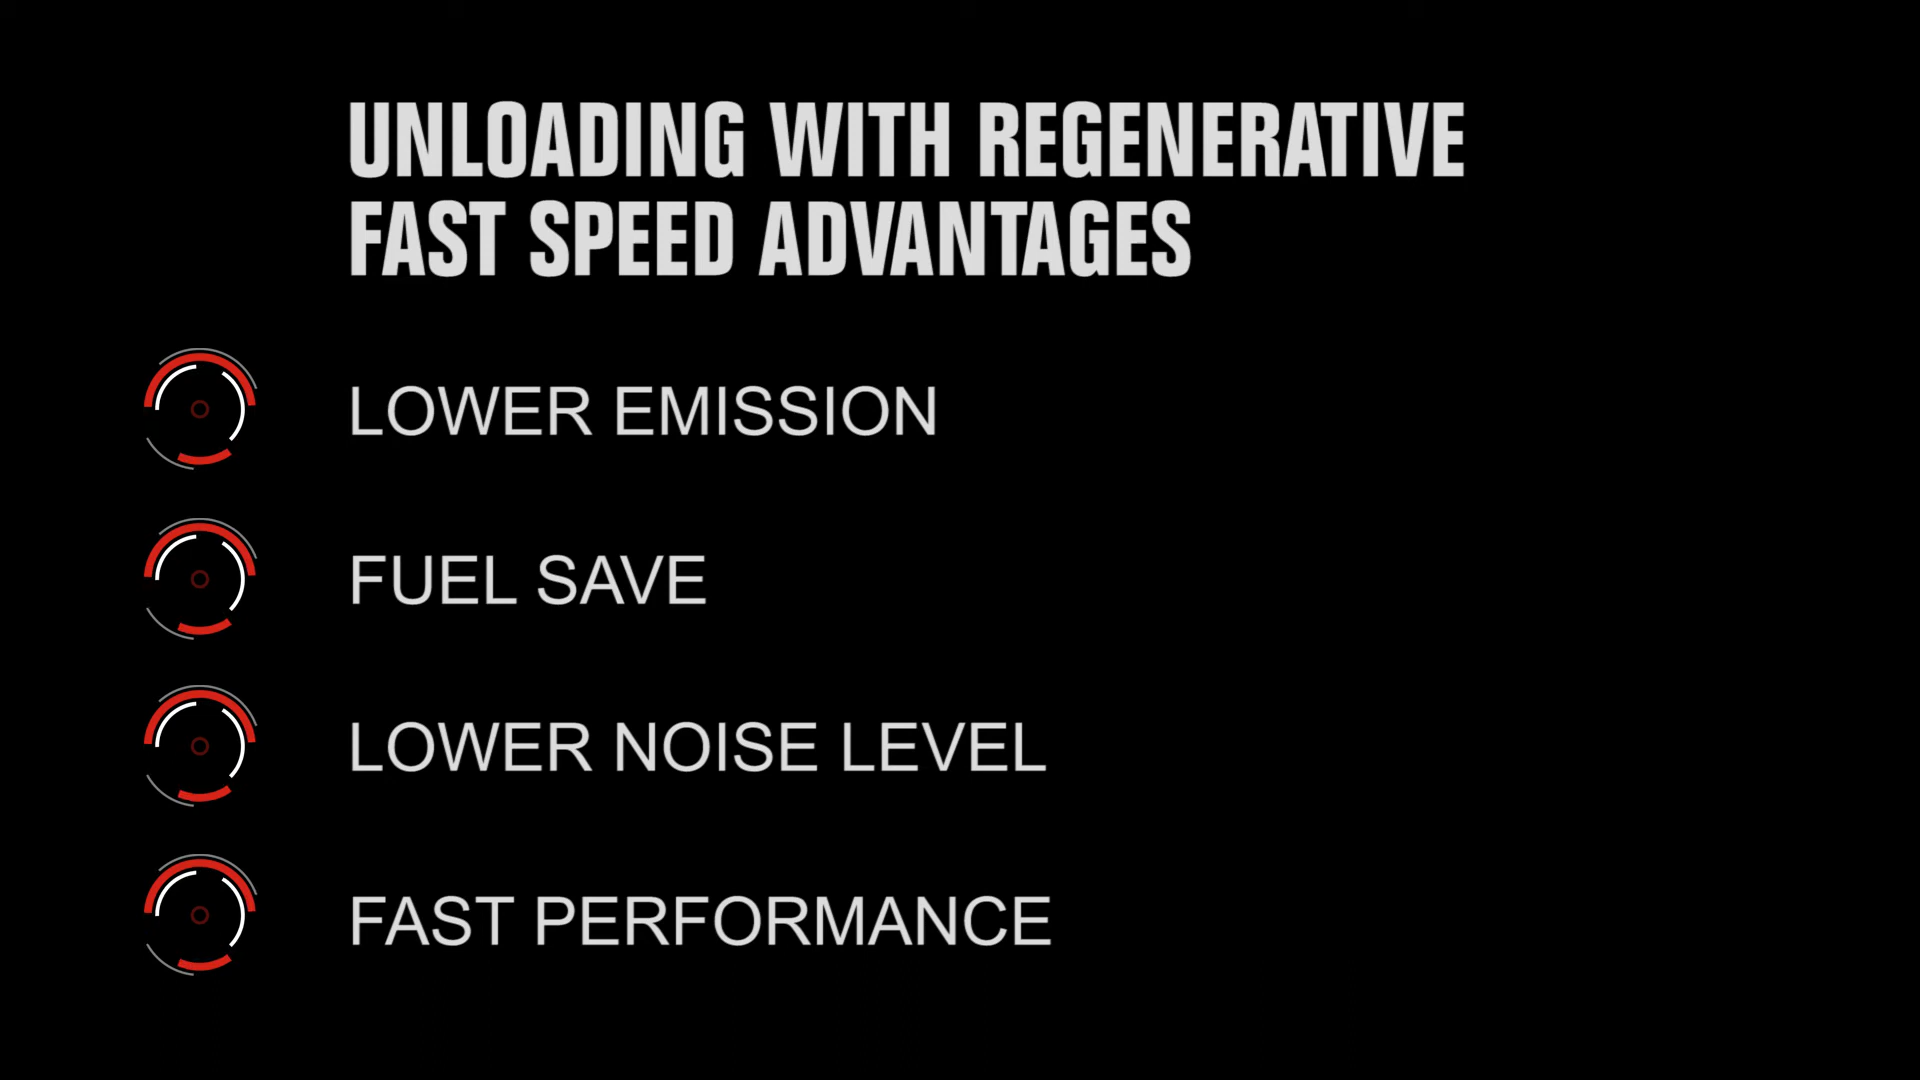 UNLOADING WITH REGENERATIVE
FAST SPEED ADVANTAGES
LOWER EMISSION
FUEL SAVE
LOWER NOISE LEVEL
FAST PERFORMANCE